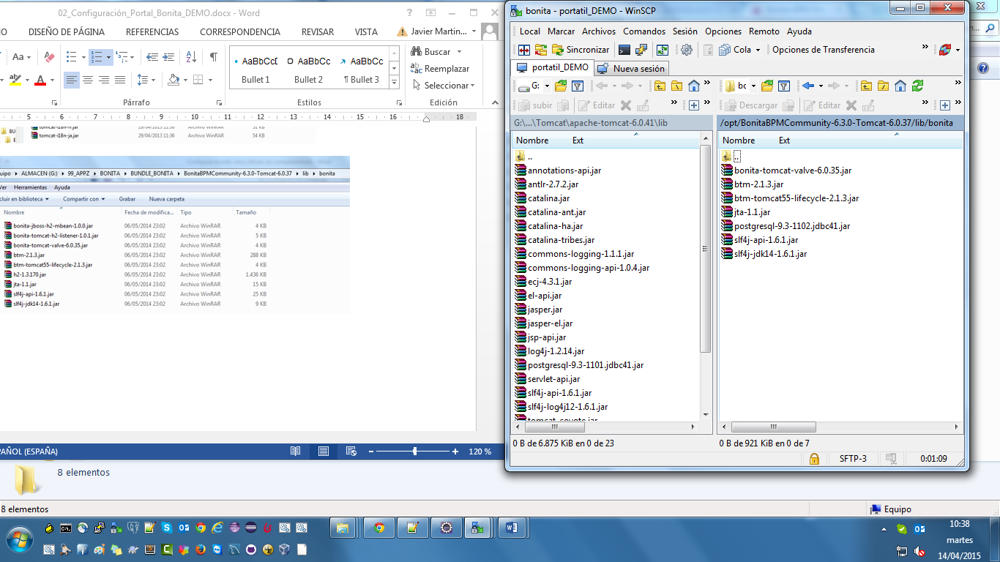 02_Configuración_Portal_Bonita_DEMO.docx - Word
DISEÑO DE PÁGINA REFERENCIAS CORRESPONDENCIA REVISAR VISTA Javier Martin...
Aa
AaBbCcD AaBbCc AaBbCc
Bullet 1 Bullet 2 ¶ Bullet 3
Buscar
Reemplazar
Seleccionar
Párrafo Estilos Edición
5 6 7 8 9 10 11 12 13 14 15 16 18
tomcat-i18n-fr.jar 29/04/2013 11:36 51 KB
tomcat-i18n-ja.jar 29/04/2013 11:36 54 KB
quipo ALMACEN (G:) 99_APPZ BONITA BUNDLE_BONITA BonitaBPMCommunity-6.3.0-Tomcat-6.0.37 lib bonita
Ver Herramientas Ayuda
cluir en biblioteca Compartir con Grabar Nueva carpeta
Nombre Fecha de modifica... Tipo Tamaño
bonita-jboss-h2-mbean-1.0.0.jar 06/05/2014 23:02 Archivo WinRAR 4 KB
bonita-tomcat-h2-listener-1.0.1.jar 06/05/2014 23:02 Archivo WinRAR 5 KB
bonita-tomcat-valve-6.0.35.jar 06/05/2014 23:02 Archivo WinRAR 4 KB
btm-2.1.3.jar 06/05/2014 23:02 Archivo WinRAR 288 KB
btm-tomcat55-lifecycle-2.1.3.jar 06/05/2014 23:02 Archivo WinRAR 4 KB
h2-1.3.170.jar 06/05/2014 23:02 Archivo WinRAR 1.436 KB
jta-1.1.jar 06/05/2014 23:02 Archivo WinRAR 15 KB
slf4j-api-1.6.1.jar 06/05/2014 23:02 Archivo WinRAR 25 KB
slf4j-jdk14-1.6.1.jar 06/05/2014 23:02 Archivo WinRAR 9 KB
PAÑOL (ESPAÑA) 120 %
8 elementos
8 elementos
Equipo
bonita - portatil_DEMO - WinSCP
Local Marcar Archivos Comandos Sesión Opciones Remoto Ayuda
Sincronizar Cola Opciones de Transferencia
portatil_DEMO Nueva sesión
G: bc
subir Editar Descargar Editar
G:\...\Tomcat\apache-tomcat-6.0.41\lib
Nombre Ext
..
annotations-api.jar
antlr-2.7.2.jar
catalina.jar
catalina-ant.jar
catalina-ha.jar
catalina-tribes.jar
commons-logging-1.1.1.jar
commons-logging-api-1.0.4.jar
ecj-4.3.1.jar
el-api.jar
jasper.jar
jasper-el.jar
jsp-api.jar
log4j-1.2.14.jar
postgresql-9.3-1101.jdbc41.jar
servlet-api.jar
slf4j-api-1.6.1.jar
slf4j-log4j12-1.6.1.jar
tomcat-coyote.jar
0 B de 6.875 KiB en 0 de 23
/opt/BonitaBPMCommunity-6.3.0-Tomcat-6.0.37/lib/bonita
Nombre Ext
..
bonita-tomcat-valve-6.0.35.jar
btm-2.1.3.jar
btm-tomcat55-lifecycle-2.1.3.jar
jta-1.1.jar
postgresql-9.3-1102.jdbc41.jar
slf4j-api-1.6.1.jar
slf4j-jdk14-1.6.1.jar
0 B de 921 KiB en 0 de 7
SFTP-3 0:01:09
10:38
martes
14/04/2015